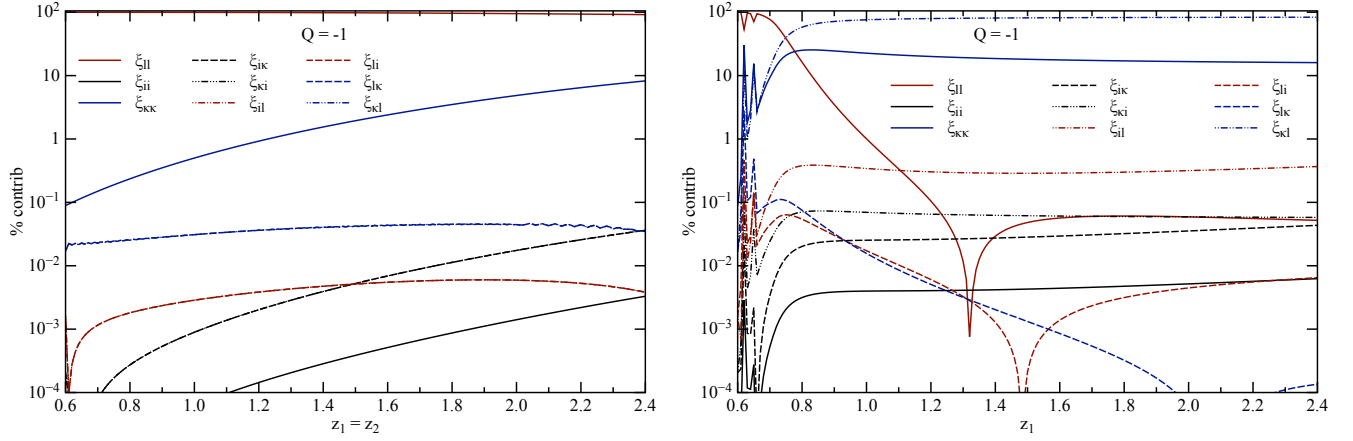 Q = -1
ξll ξiκ ξli
ξii ξκi ξlκ
ξκκ ξil ξκl
% contrib
10² 10 1 10⁻¹ 10⁻² 10⁻³ 10⁻⁴
0.6 0.8 1.0 1.2 1.4 1.6 1.8 2.0 2.2 2.4
z₁ = z₂
Q = -1
ξll ξiκ ξli
ξii ξκi ξlκ
ξκκ ξil ξκl
% contrib
10² 10 1 10⁻¹ 10⁻² 10⁻³ 10⁻⁴
0.6 0.8 1.0 1.2 1.4 1.6 1.8 2.0 2.2 2.4
z₁